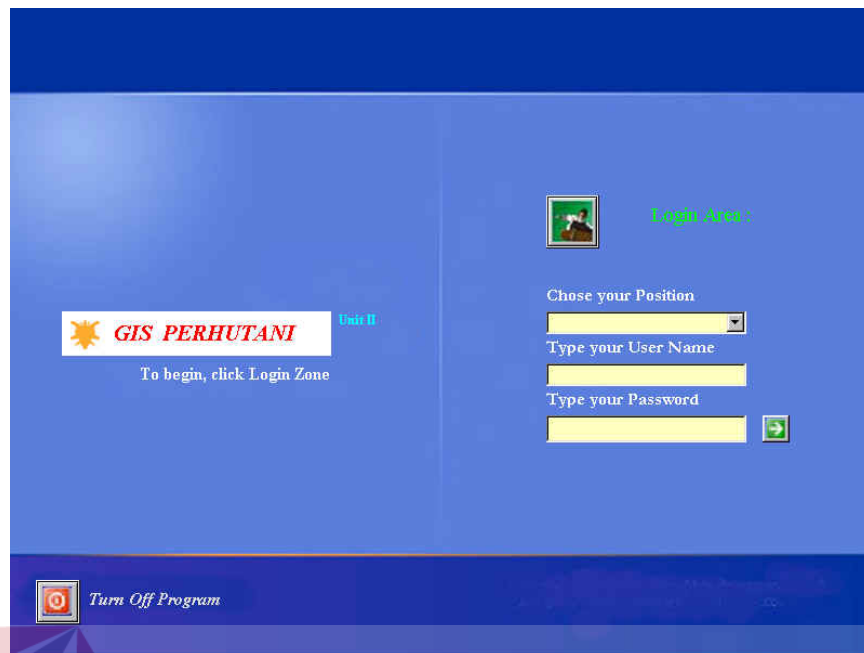 Login Area :
GIS PERHUTANI
Unit II
To begin, click Login Zone
Chose your Position
Type your User Name
Type your Password
Turn Off Program